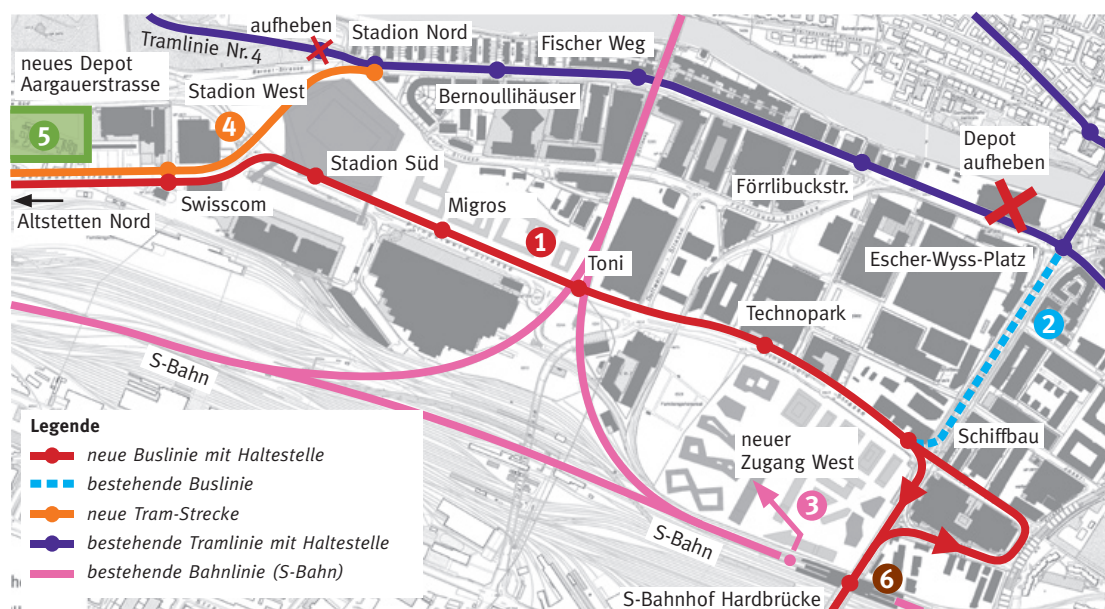 aufheben
Stadion Nord
Tramlinie Nr. 4
Fischer Weg
neues Depot
Aargauerstrasse
Stadion West
Bernoullihäuser
4
5
Depot
aufheben
Stadion Süd
Förrlibuckstr.
Swisscom
Altstetten Nord
Migros
1
Toni
Escher-Wyss-Platz
Technopark
2
S-Bahn
Legende
neue Buslinie mit Haltestelle
bestehende Buslinie
neue Tram-Strecke
bestehende Tramlinie mit Haltestelle
bestehende Bahnlinie (S-Bahn)
neuer
Zugang West
Schiffbau
3
S-Bahn
6
S-Bahnhof Hardbrücke